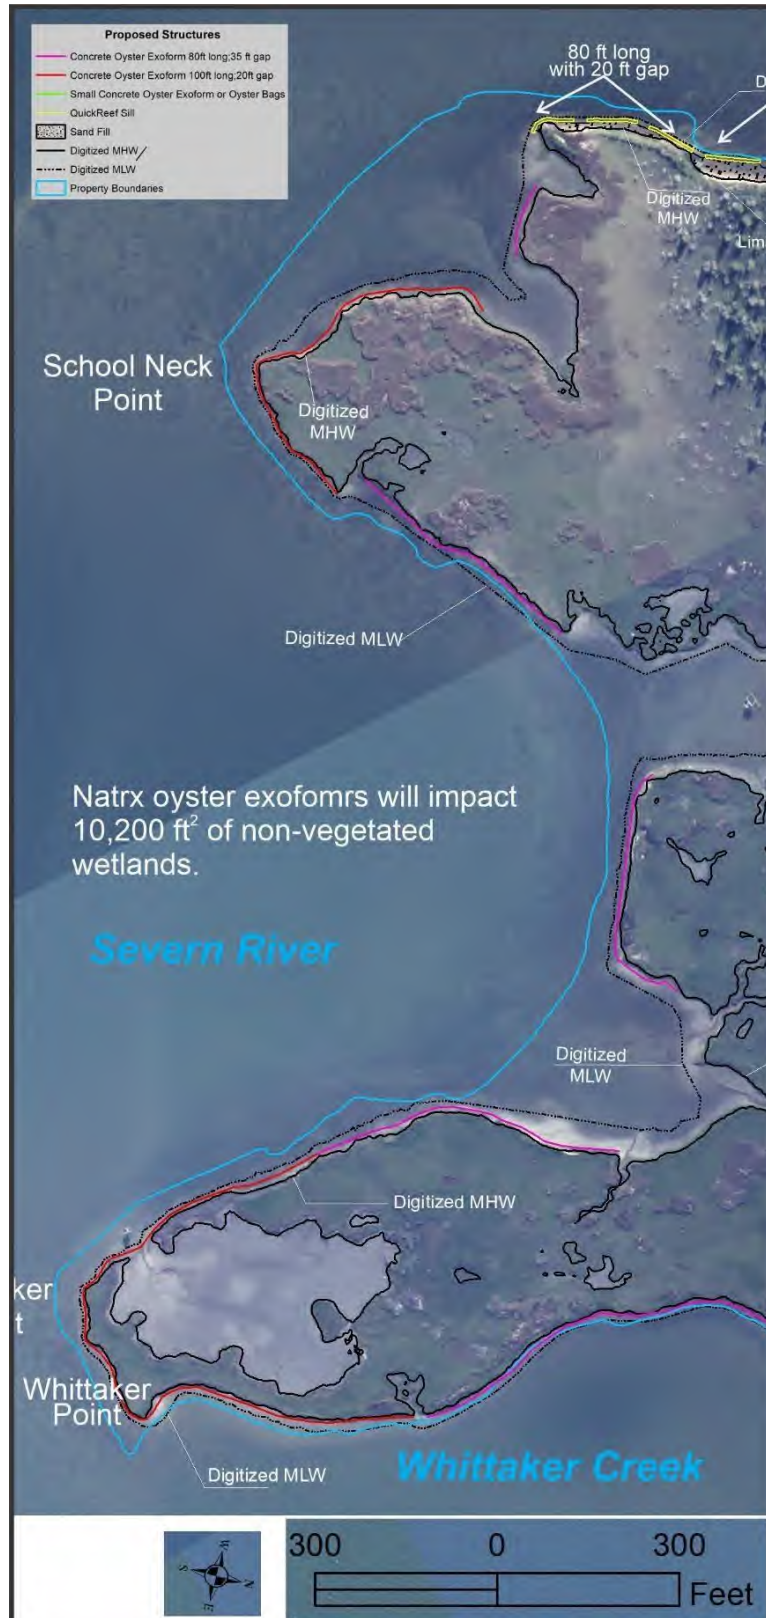 Proposed Structures
Concrete Oyster Exoform 80ft long;35 ft gap
Concrete Oyster Exoform 100ft long;20ft gap
Small Concrete Oyster Exoform or Oyster Bags
QuickReef Sill
Sand Fill
Digitized MHW
Digitized MLW
Property Boundaries
80 ft long
with 20 ft gap
D
Digitized
MHW
Lim
School Neck
Point
Digitized
MHW
Digitized MLW
Natrx oyster exofomrs will impact
10,200 ft² of non-vegetated
wetlands.
Severn River
Digitized
MLW
Digitized MHW
ker
t
Whittaker
Point
Digitized MLW
Whittaker Creek
300 0 300
Feet
N
E
S
W